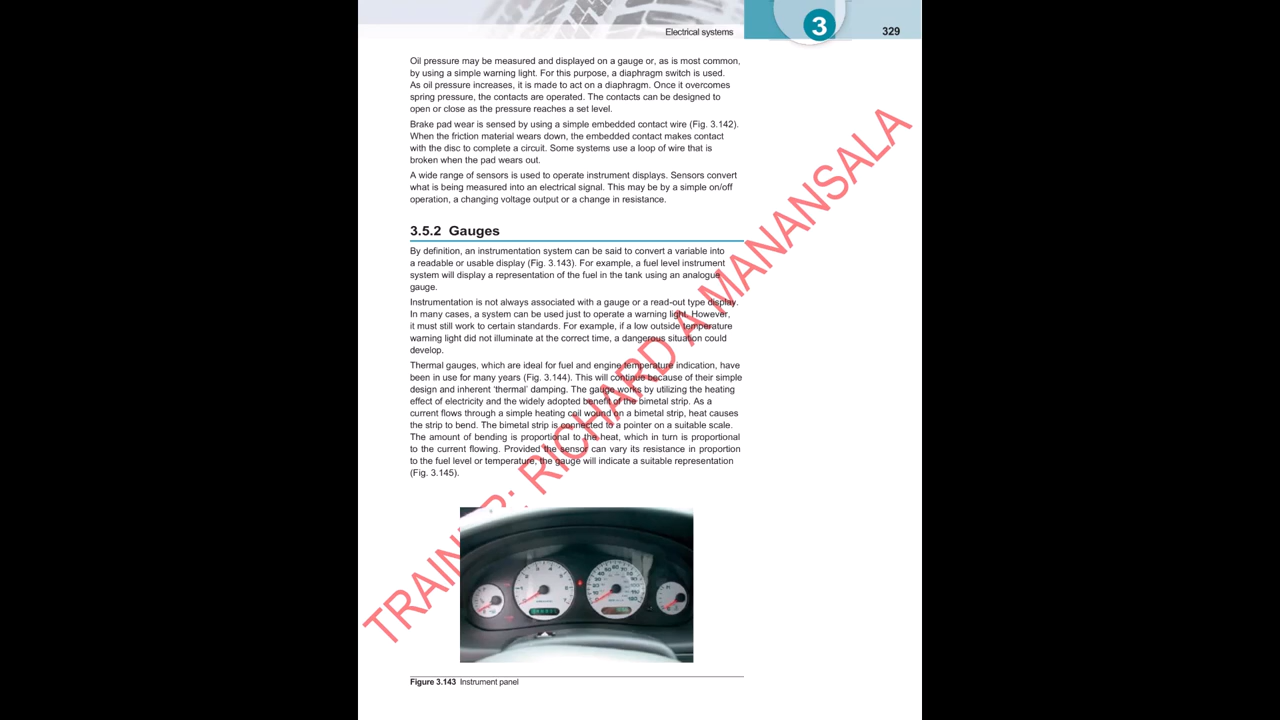 Electrical systems
3
329
Oil pressure may be measured and displayed on a gauge or, as is most common,
by using a simple warning light. For this purpose, a diaphragm switch is used.
As oil pressure increases, it is made to act on a diaphragm. Once it overcomes
spring pressure, the contacts are operated. The contacts can be designed to
open or close as the pressure reaches a set level.
Brake pad wear is sensed by using a simple embedded contact wire (Fig. 3.142).
When the friction material wears down, the embedded contact makes contact
with the disc to complete a circuit. Some systems use a loop of wire that is
broken when the pad wears out.
A wide range of sensors is used to operate instrument displays. Sensors convert
what is being measured into an electrical signal. This may be by a simple on/off
operation, a changing voltage output or a change in resistance.
3.5.2 Gauges
By definition, an instrumentation system can be said to convert a variable into
a readable or usable display (Fig. 3.143). For example, a fuel level instrument
system will display a representation of the fuel in the tank using an analogue
gauge.
Instrumentation is not always associated with a gauge or a read-out type display.
In many cases, a system can be used just to operate a warning light. However,
it must still work to certain standards. For example, if a low outside temperature
warning light did not illuminate at the correct time, a dangerous situation could
develop.
Thermal gauges, which are ideal for fuel and engine temperature indication, have
been in use for many years (Fig. 3.144). This will continue because of their simple
design and inherent ‘thermal’ damping. The gauge works by utilizing the heating
effect of electricity and the widely adopted benefit of the bimetal strip. As a
current flows through a simple heating coil wound on a bimetal strip, heat causes
the strip to bend. The bimetal strip is connected to a pointer on a suitable scale.
The amount of bending is proportional to the heat, which in turn is proportional
to the current flowing. Provided the sensor can vary its resistance in proportion
to the fuel level or temperature, the gauge will indicate a suitable representation
(Fig. 3.145).
TRAINER: RICHARD A MANANSALA
Figure 3.143 Instrument panel